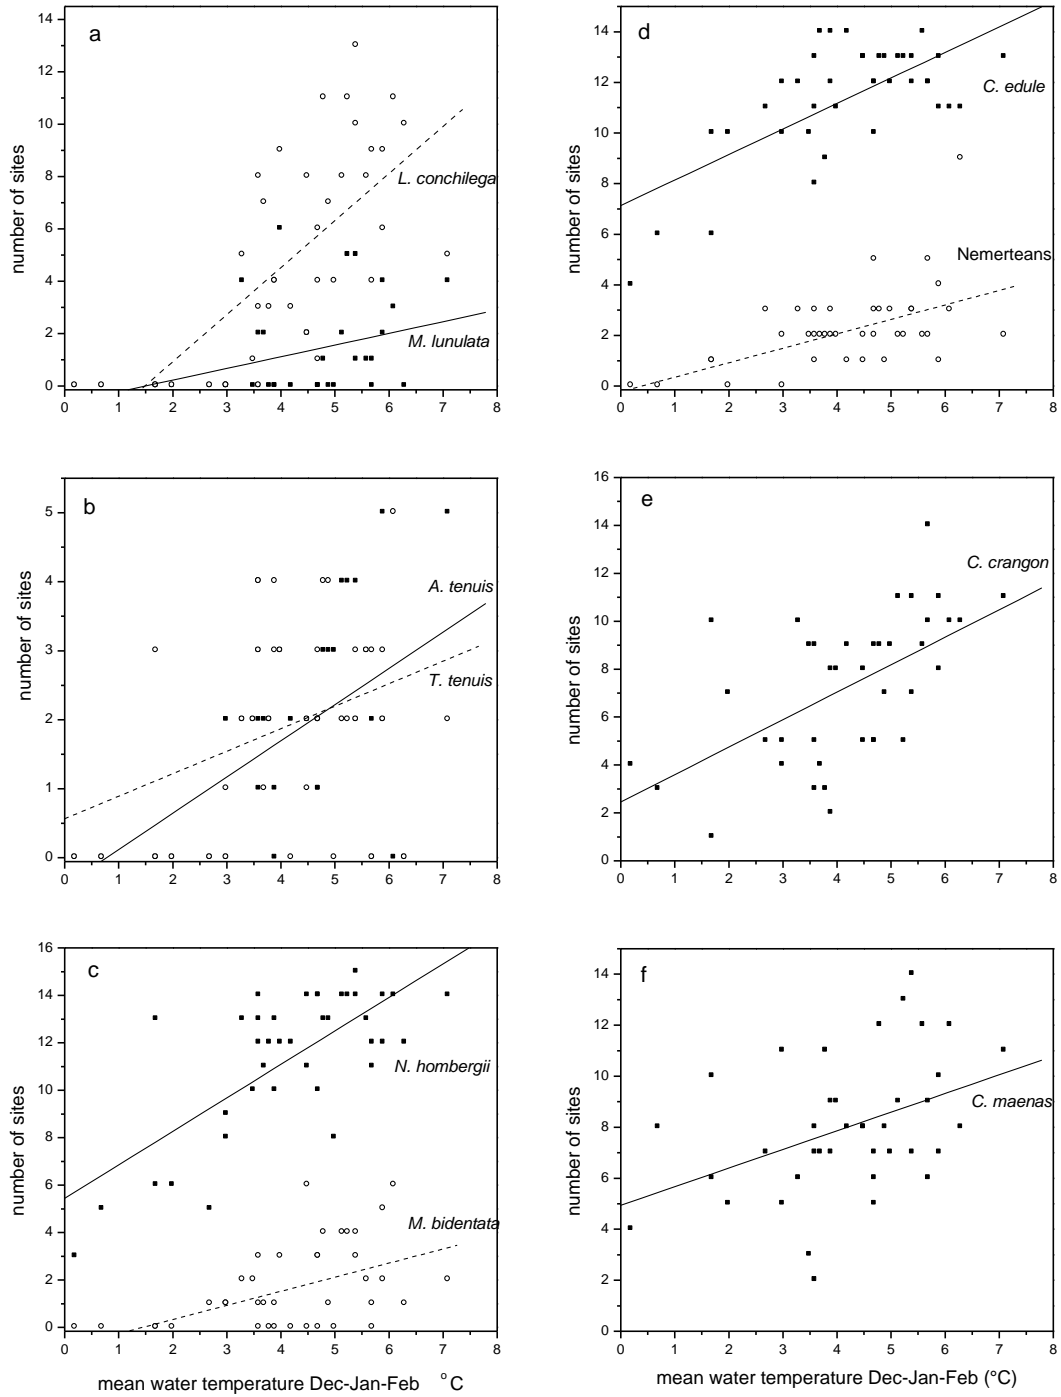 a
14
12
10
8
6
4
2
0
number of sites
L. conchilega
M. lunulata
0 1 2 3 4 5 6 7 8
d
14
12
10
8
6
4
2
0
number of sites
C. edule
Nemerteans
0 1 2 3 4 5 6 7 8
b
5
4
3
2
1
0
number of sites
A. tenuis
T. tenuis
0 1 2 3 4 5 6 7 8
e
16
14
12
10
8
6
4
2
0
number of sites
C. crangon
0 1 2 3 4 5 6 7 8
c
16
14
12
10
8
6
4
2
0
number of sites
N. hombergii
M. bidentata
0 1 2 3 4 5 6 7 8
mean water temperature Dec-Jan-Feb °C
f
14
12
10
8
6
4
2
0
number of sites
C. maenas
0 1 2 3 4 5 6 7 8
mean water temperature Dec-Jan-Feb (°C)